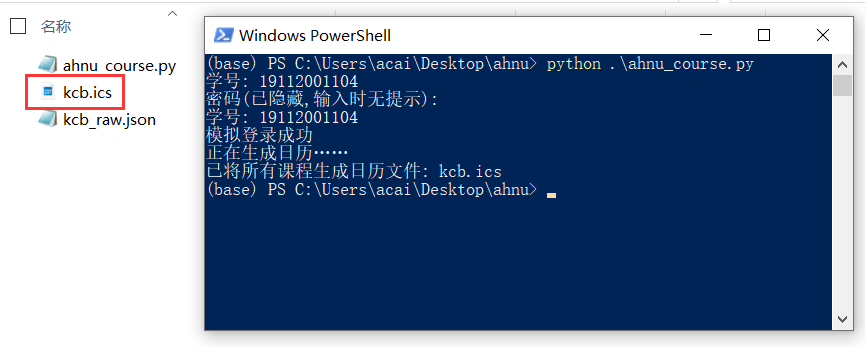 名称
ahnu_course.py
kcb.ics
kcb_raw.json
Windows PowerShell
(base) PS C:\Users\acai\Desktop\ahnu> python .\ahnu_course.py
学号: 19112001104
密码(已隐藏,输入时无提示):
学号: 19112001104
模拟登录成功
正在生成日历……
已将所有课程生成日历文件: kcb.ics
(base) PS C:\Users\acai\Desktop\ahnu>